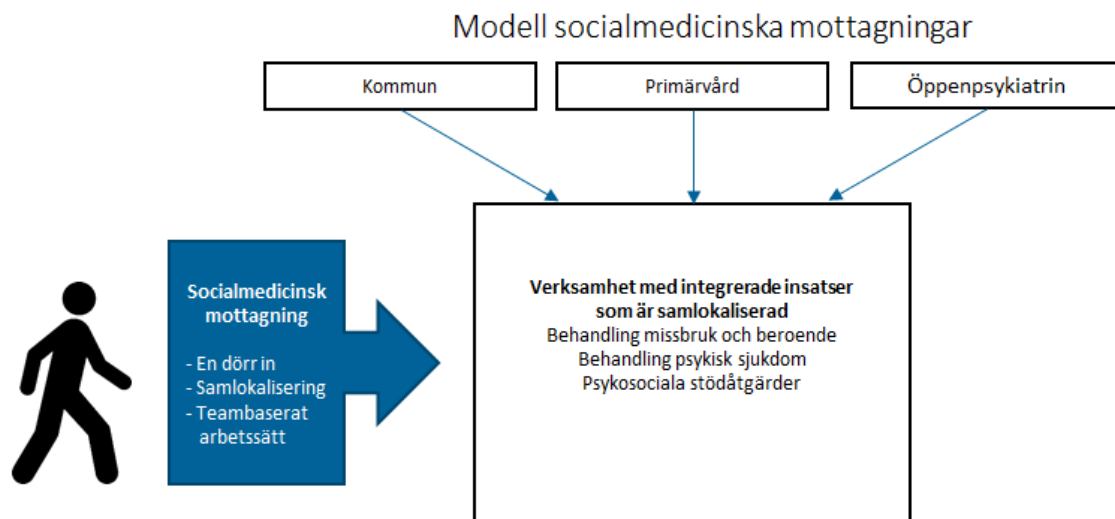 Modell socialmedicinska mottagningar
Kommun
Primärvård
Öppenpsykiatrin
Socialmedicinsk
mottagning
- En dörr in
- Samlokalisering
- Teambaserat
arbetssätt
Verksamhet med integrerade insatser
som är samlokaliserad
Behandling missbruk och beroende
Behandling psykisk sjukdom
Psykosociala stödåtgärder